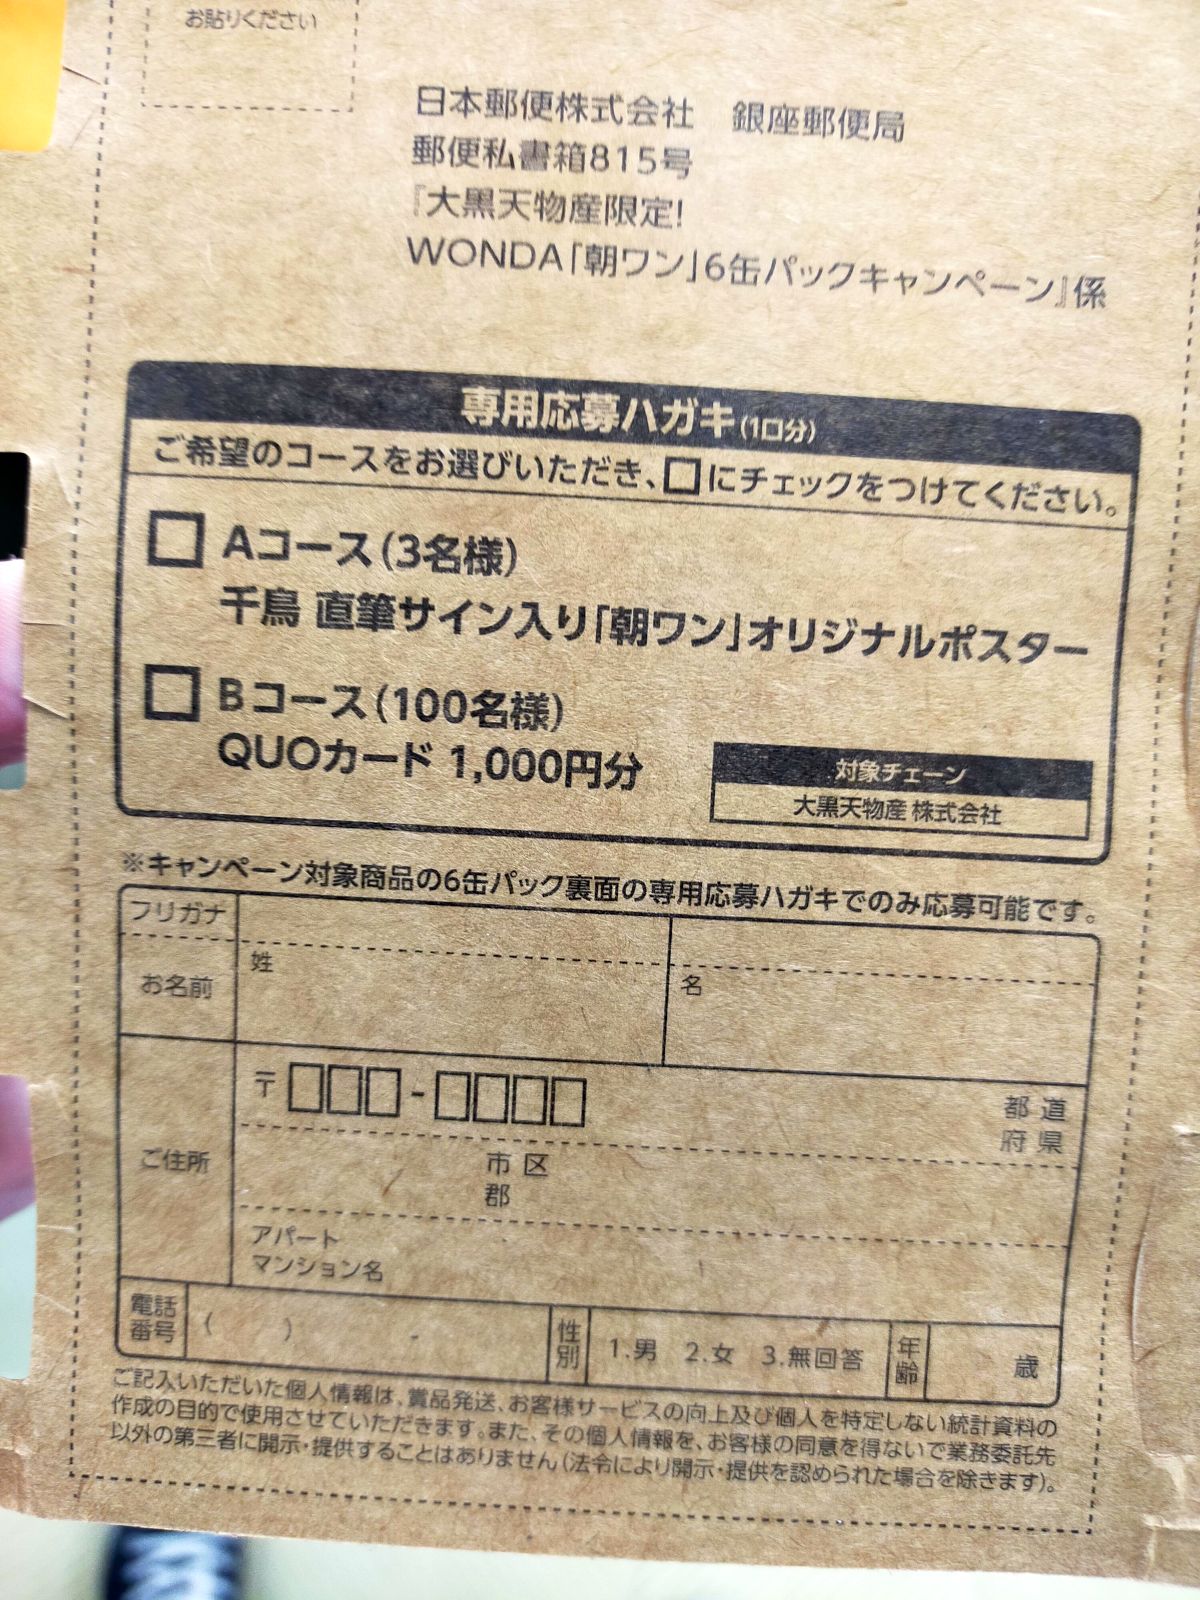 お貼りください
日本郵便株式会社　銀座郵便局
郵便私書箱815号
『大黒天物産限定!
WONDA「朝ワン」6缶パックキャンペーン』係
専用応募ハガキ(1口分)
ご希望のコースをお選びいただき、□にチェックをつけてください。
□ Aコース(3名様)
千鳥 直筆サイン入り「朝ワン」オリジナルポスター
□ Bコース(100名様)
QUOカード 1,000円分
対象チェーン
大黒天物産 株式会社
※キャンペーン対象商品の6缶パック裏面の専用応募ハガキでのみ応募可能です。
フリガナ
お名前 姓 名
ご住所
〒□□□-□□□□ 都道
府県
市区
郡
アパート
マンション名
電話
番号 ( ) -
性別 1.男 2.女 3.無回答
年齢 歳
ご記入いただいた個人情報は、賞品発送、お客様サービスの向上及び個人を特定しない統計資料の
作成の目的で使用させていただきます。また、その個人情報を、お客様の同意を得ないで業務委託先
以外の第三者に開示・提供することはありません(法令により開示・提供を認められた場合を除きます)。